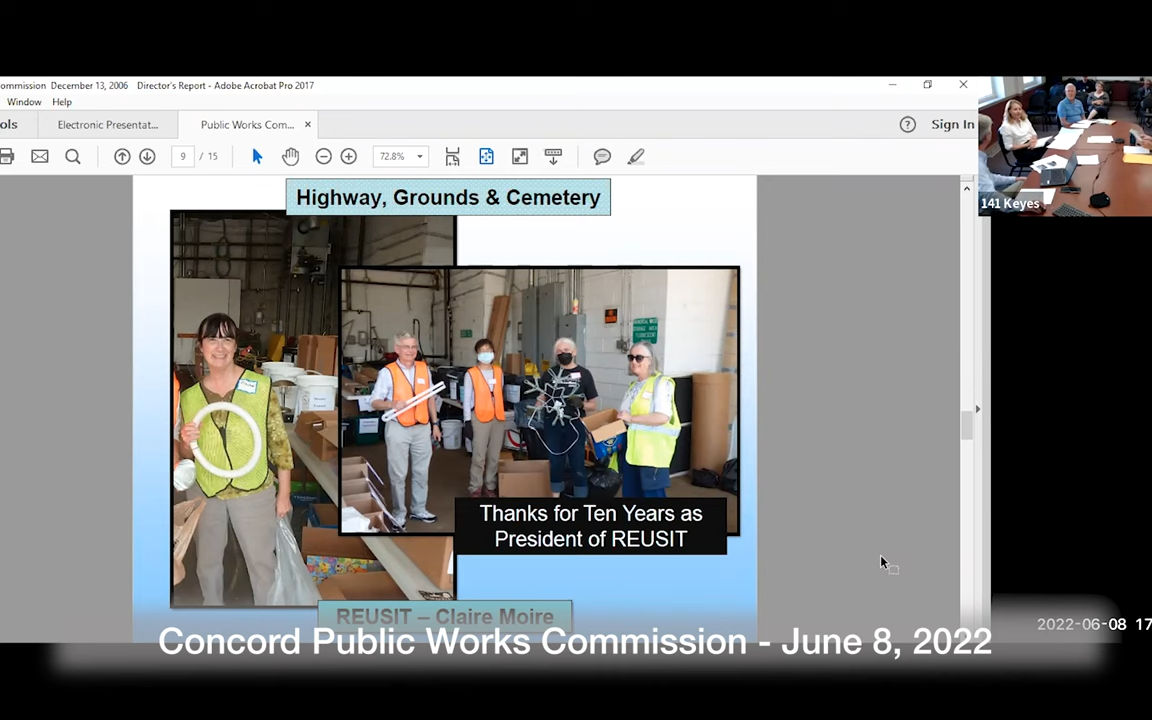 ommission December 13, 2006 Director's Report - Adobe Acrobat Pro 2017
Window Help
ols
Electronic Presentat...
Public Works Com...
Sign In
9 / 15
72.8%
141 Keyes
Highway, Grounds & Cemetery
Thanks for Ten Years as
President of REUSIT
REUSIT – Claire Moire
Concord Public Works Commission - June 8, 2022
2022-06-08 17